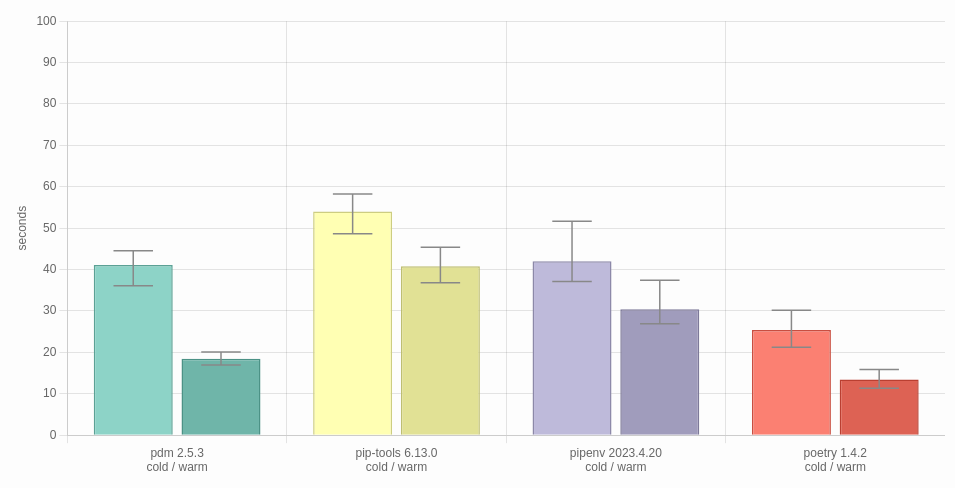 100
90
80
70
60
50
40
30
20
10
0
seconds
pdm 2.5.3
cold / warm
pip-tools 6.13.0
cold / warm
pipenv 2023.4.20
cold / warm
poetry 1.4.2
cold / warm